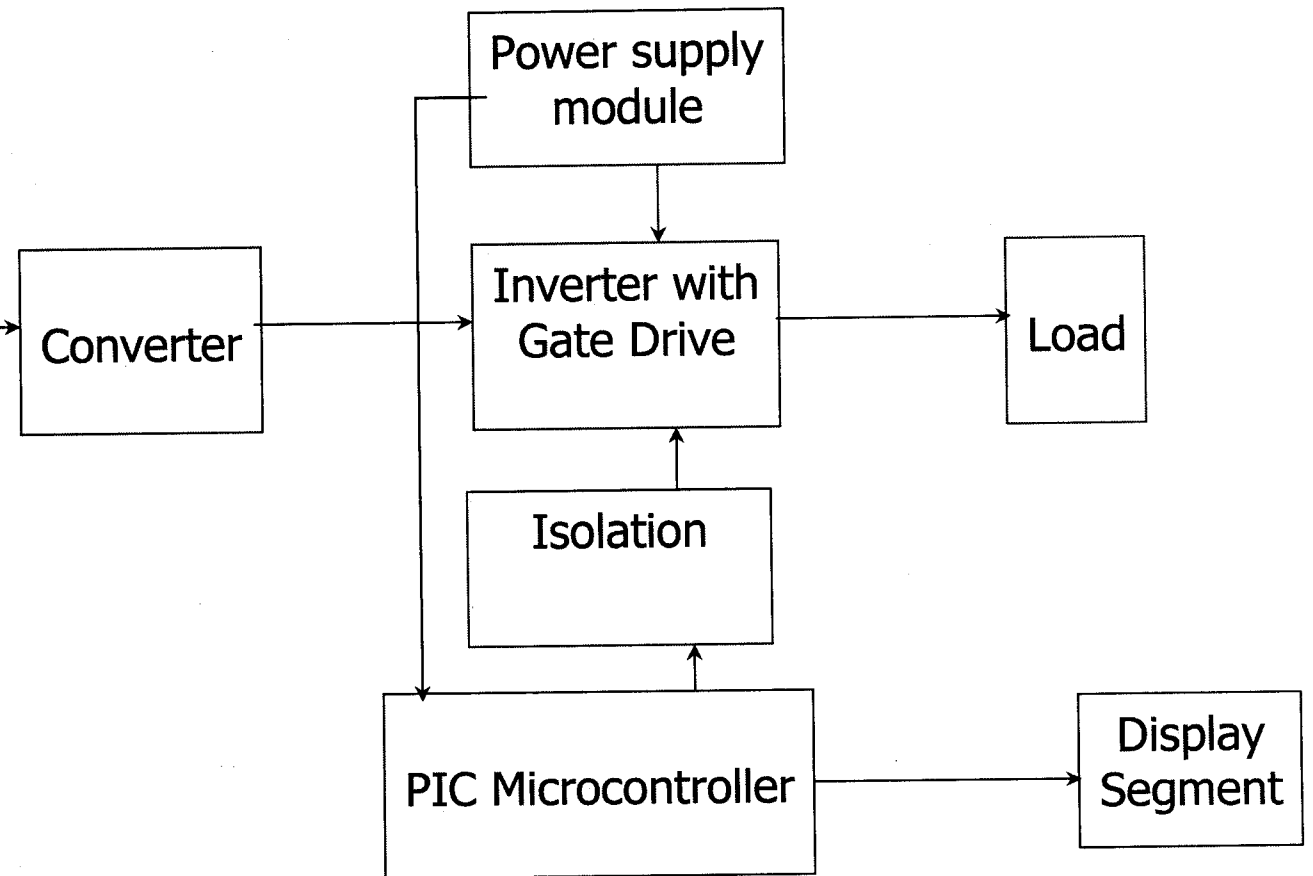 Power supply
module
Inverter with
Gate Drive
Converter
Load
Isolation
PIC Microcontroller
Display
Segment